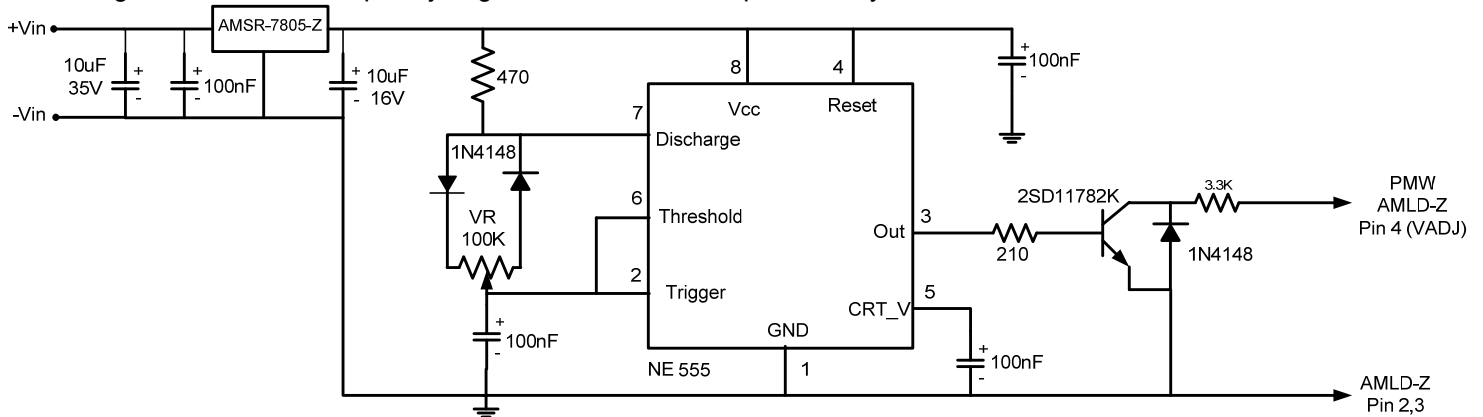 AMSR-7805-Z
+Vin
10uF
35V
+
-
+
-
100nF
+
-
10uF
16V
-Vin
470
8
4
Vcc
Reset
+
-
100nF
7
Discharge
1N4148
6
Threshold
VR
100K
2
Trigger
+
-
100nF
Out
3
210
2SD11782K
3.3K
1N4148
PMW
AMLD-Z
Pin 4 (VADJ)
CRT_V
5
+
-
100nF
GND
1
NE 555
AMLD-Z
Pin 2,3